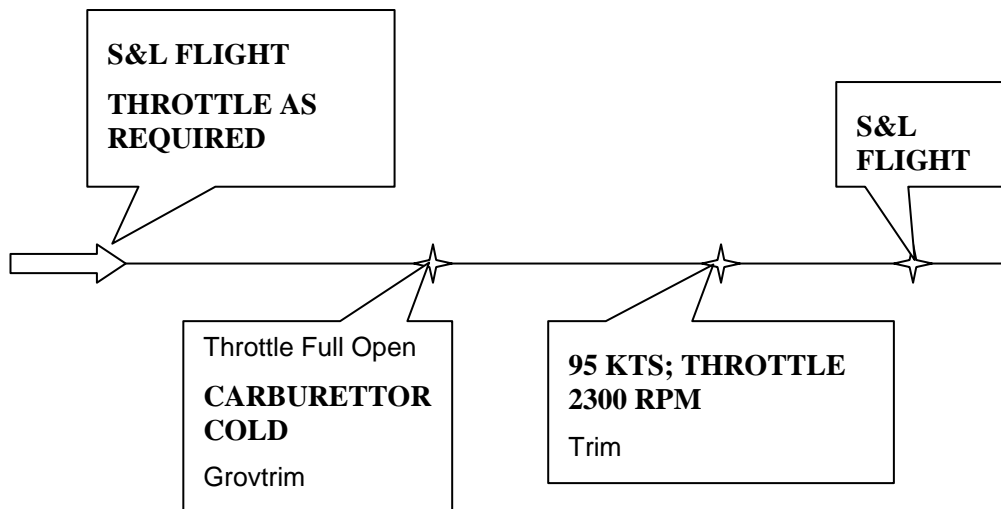 S&L FLIGHT
THROTTLE AS
REQUIRED
S&L
FLIGHT
Throttle Full Open
CARBURETTOR
COLD
Grovtrim
95 KTS; THROTTLE
2300 RPM
Trim